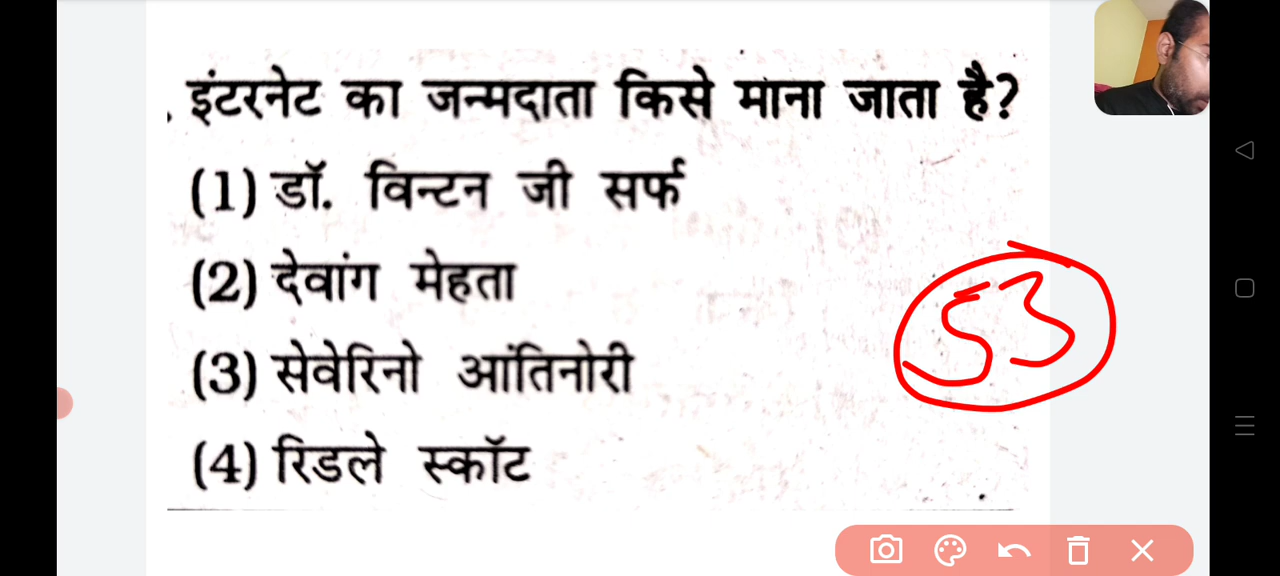 इंटरनेट का जन्मदाता किसे माना जाता है?
(1) डॉ. विन्टन जी सर्फ
(2) देवांग मेहता
(3) सेवेरिनो आंतिनोरी
(4) रिडले स्कॉट
53